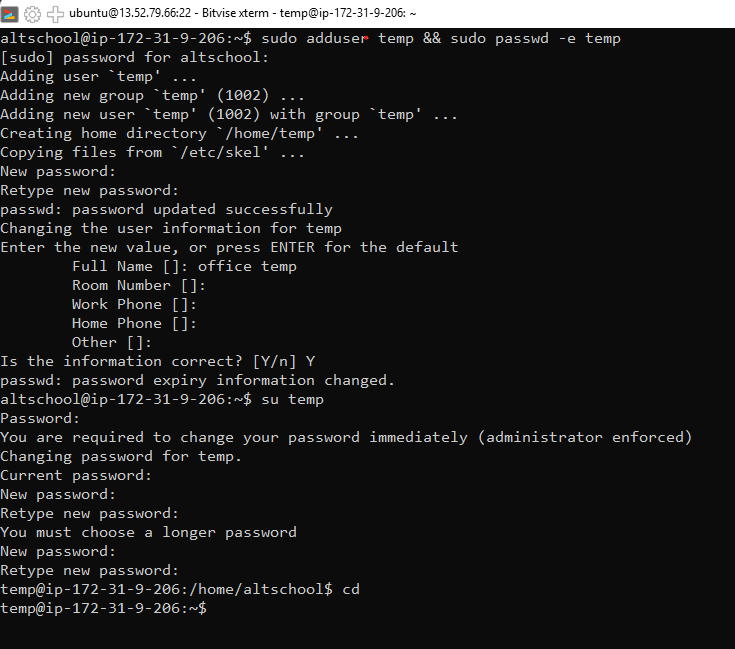 ubuntu@13.52.79.66:22 - Bitvise xterm - temp@ip-172-31-9-206: ~
altschool@ip-172-31-9-206:~$ sudo adduser temp && sudo passwd -e temp
[sudo] password for altschool:
Adding user `temp' ...
Adding new group `temp' (1002) ...
Adding new user `temp' (1002) with group `temp' ...
Creating home directory `/home/temp' ...
Copying files from `/etc/skel' ...
New password:
Retype new password:
passwd: password updated successfully
Changing the user information for temp
Enter the new value, or press ENTER for the default
        Full Name []: office temp
        Room Number []:
        Work Phone []:
        Home Phone []:
        Other []:
Is the information correct? [Y/n] Y
passwd: password expiry information changed.
altschool@ip-172-31-9-206:~$ su temp
Password:
You are required to change your password immediately (administrator enforced)
Changing password for temp.
Current password:
New password:
Retype new password:
You must choose a longer password
New password:
Retype new password:
temp@ip-172-31-9-206:/home/altschool$ cd
temp@ip-172-31-9-206:~$